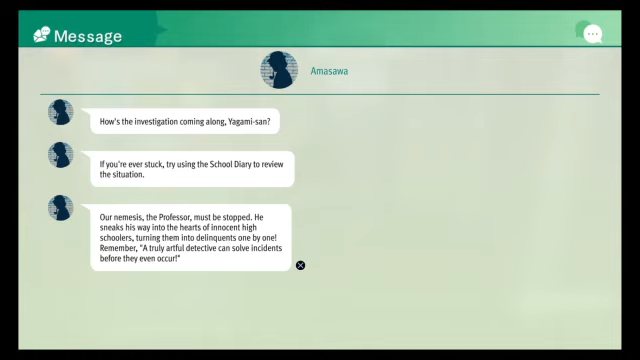 Message
Amasawa
How's the investigation coming along, Yagami-san?
If you're ever stuck, try using the School Diary to review
the situation.
Our nemesis, the Professor, must be stopped. He
sneaks his way into the hearts of innocent high
schoolers, turning them into delinquents one by one!
Remember, "A truly artful detective can solve incidents
before they even occur!"